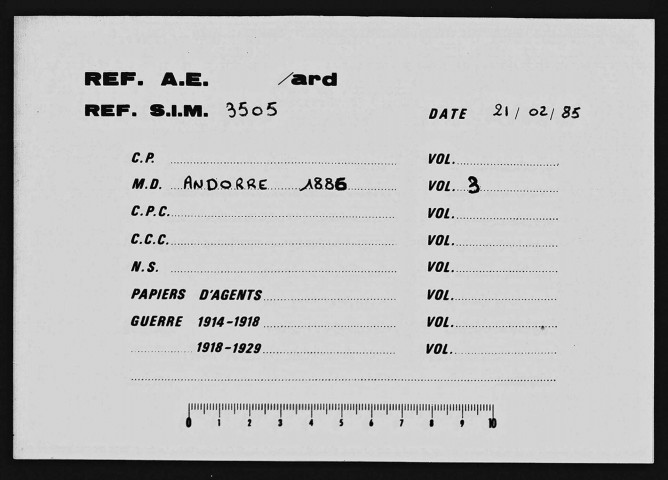 REF. A.E. /ard
REF. S.I.M. 3505 DATE 21/02/85
C.P. VOL.
M.D. ANDORRE 1886 VOL. 3
C.P.C. VOL.
C.C.C. VOL.
N.S. VOL.
PAPIERS D'AGENTS VOL.
GUERRE 1914-1918 VOL.
1918-1929 VOL.
0 1 2 3 4 5 6 7 8 9 10